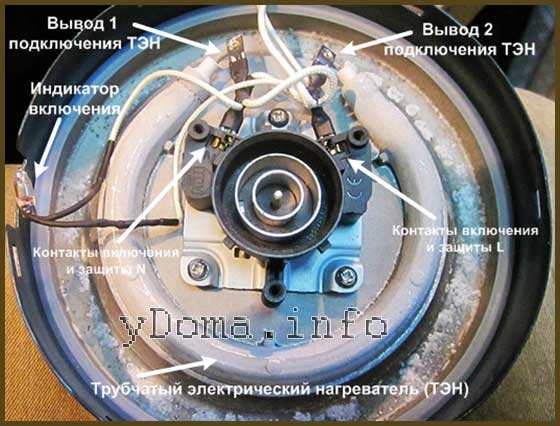 Вывод 1
подключения ТЭН
Вывод 2
подключения ТЭН
Индикатор
включения
Контакты включения
и защиты N
Контакты включения
и защиты L
yDoma.info
Трубчатый электрический нагреватель (ТЭН)